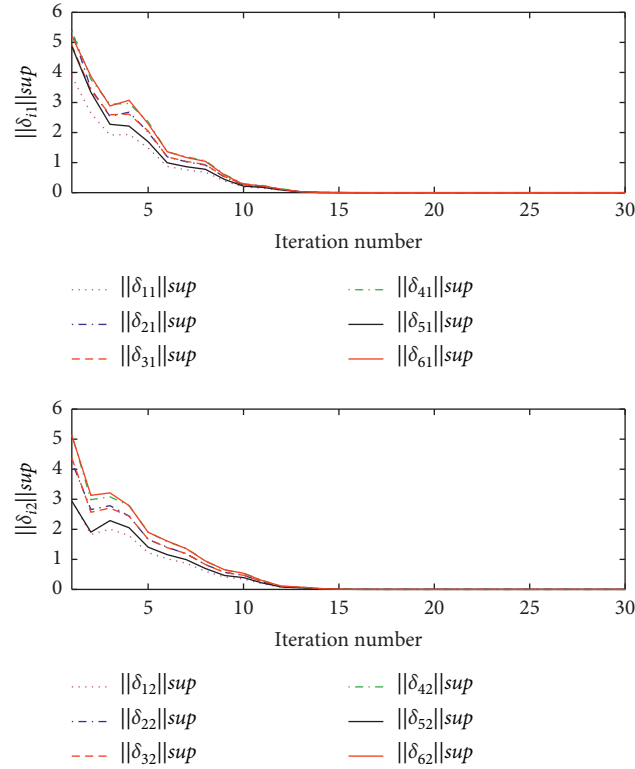 6
5
4
3
2
1
0
||δi1||sup
5 10 15 20 25 30
Iteration number
||δ11||sup ||δ41||sup
||δ21||sup ||δ51||sup
||δ31||sup ||δ61||sup
6
5
4
3
2
1
0
||δi2||sup
5 10 15 20 25 30
Iteration number
||δ12||sup ||δ42||sup
||δ22||sup ||δ52||sup
||δ32||sup ||δ62||sup